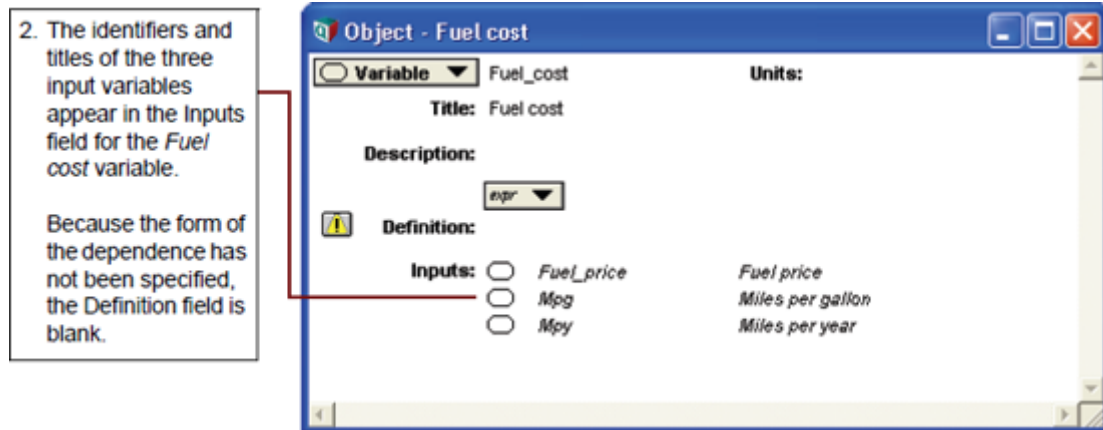 2. The identifiers and
titles of the three
input variables
appear in the Inputs
field for the Fuel
cost variable.
Because the form of
the dependence has
not been specified,
the Definition field is
blank.
Object - Fuel cost
Variable Fuel_cost Units:
Title: Fuel cost
Description:
expr
Definition:
Inputs: Fuel_price Fuel price
Mpg Miles per gallon
Mpy Miles per year